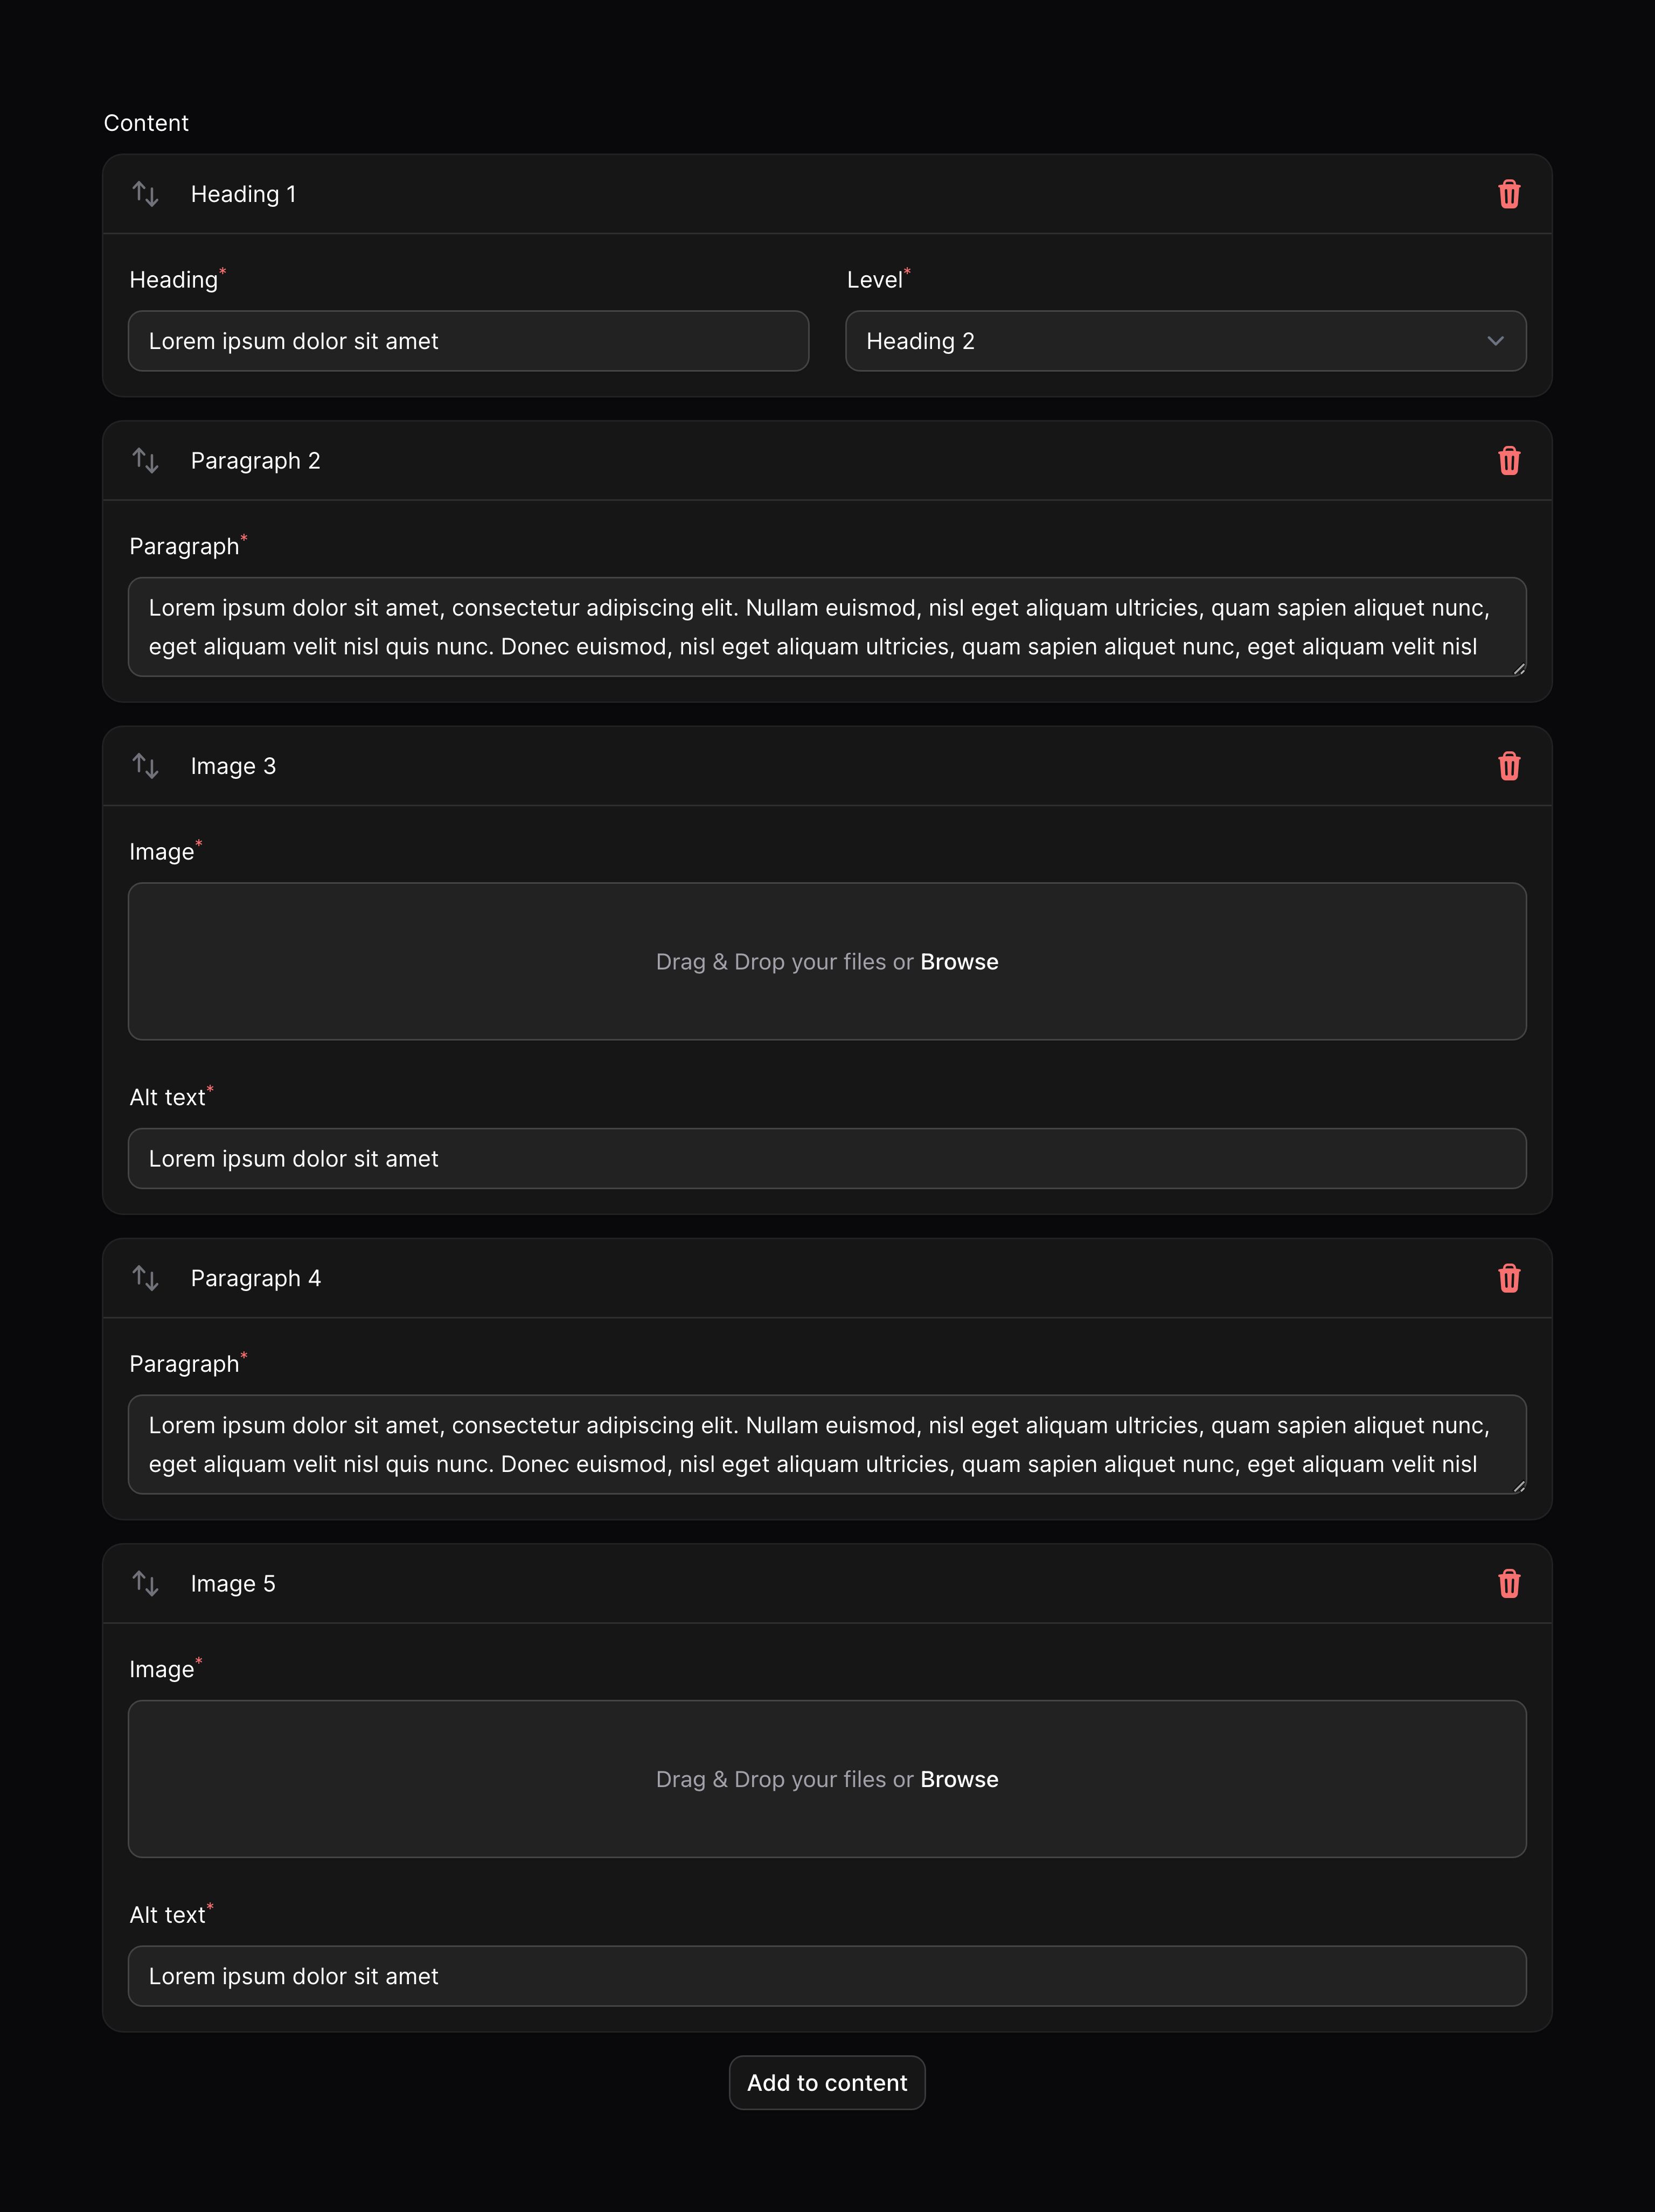 Content
Heading 1
Heading*
Level*
Lorem ipsum dolor sit amet
Heading 2
Paragraph 2
Paragraph*
Lorem ipsum dolor sit amet, consectetur adipiscing elit. Nullam euismod, nisl eget aliquam ultricies, quam sapien aliquet nunc,
eget aliquam velit nisl quis nunc. Donec euismod, nisl eget aliquam ultricies, quam sapien aliquet nunc, eget aliquam velit nisl
Image 3
Image*
Drag & Drop your files or Browse
Alt text*
Lorem ipsum dolor sit amet
Paragraph 4
Paragraph*
Lorem ipsum dolor sit amet, consectetur adipiscing elit. Nullam euismod, nisl eget aliquam ultricies, quam sapien aliquet nunc,
eget aliquam velit nisl quis nunc. Donec euismod, nisl eget aliquam ultricies, quam sapien aliquet nunc, eget aliquam velit nisl
Image 5
Image*
Drag & Drop your files or Browse
Alt text*
Lorem ipsum dolor sit amet
Add to content